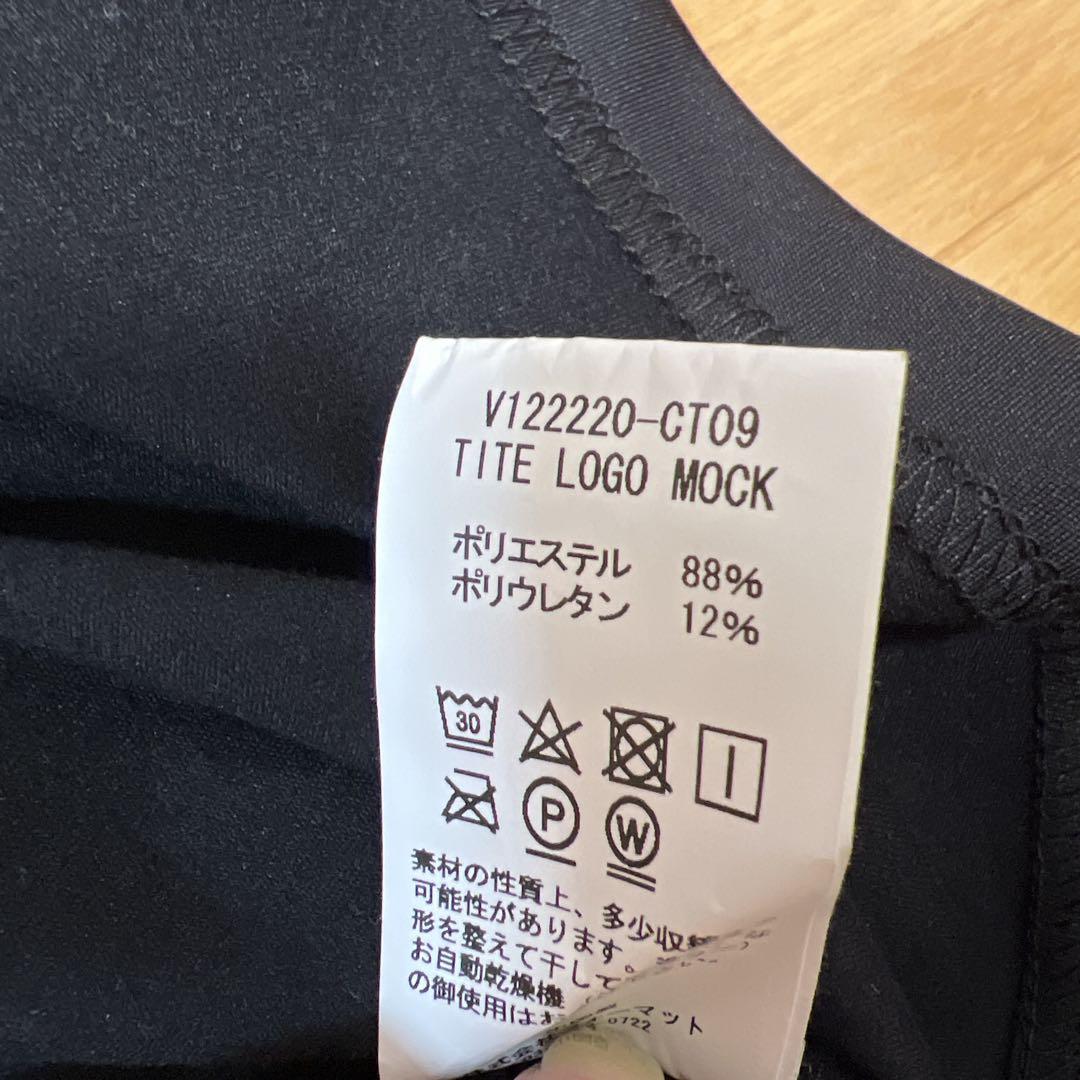 V122220-CT09
TITE LOGO MOCK
ポリエステル 88%
ポリウレタン 12%
30
P W
素材の性質上、多少収
可能性があります。
形を整えて干して
お自動乾燥機 マット
の御使用はお 0722